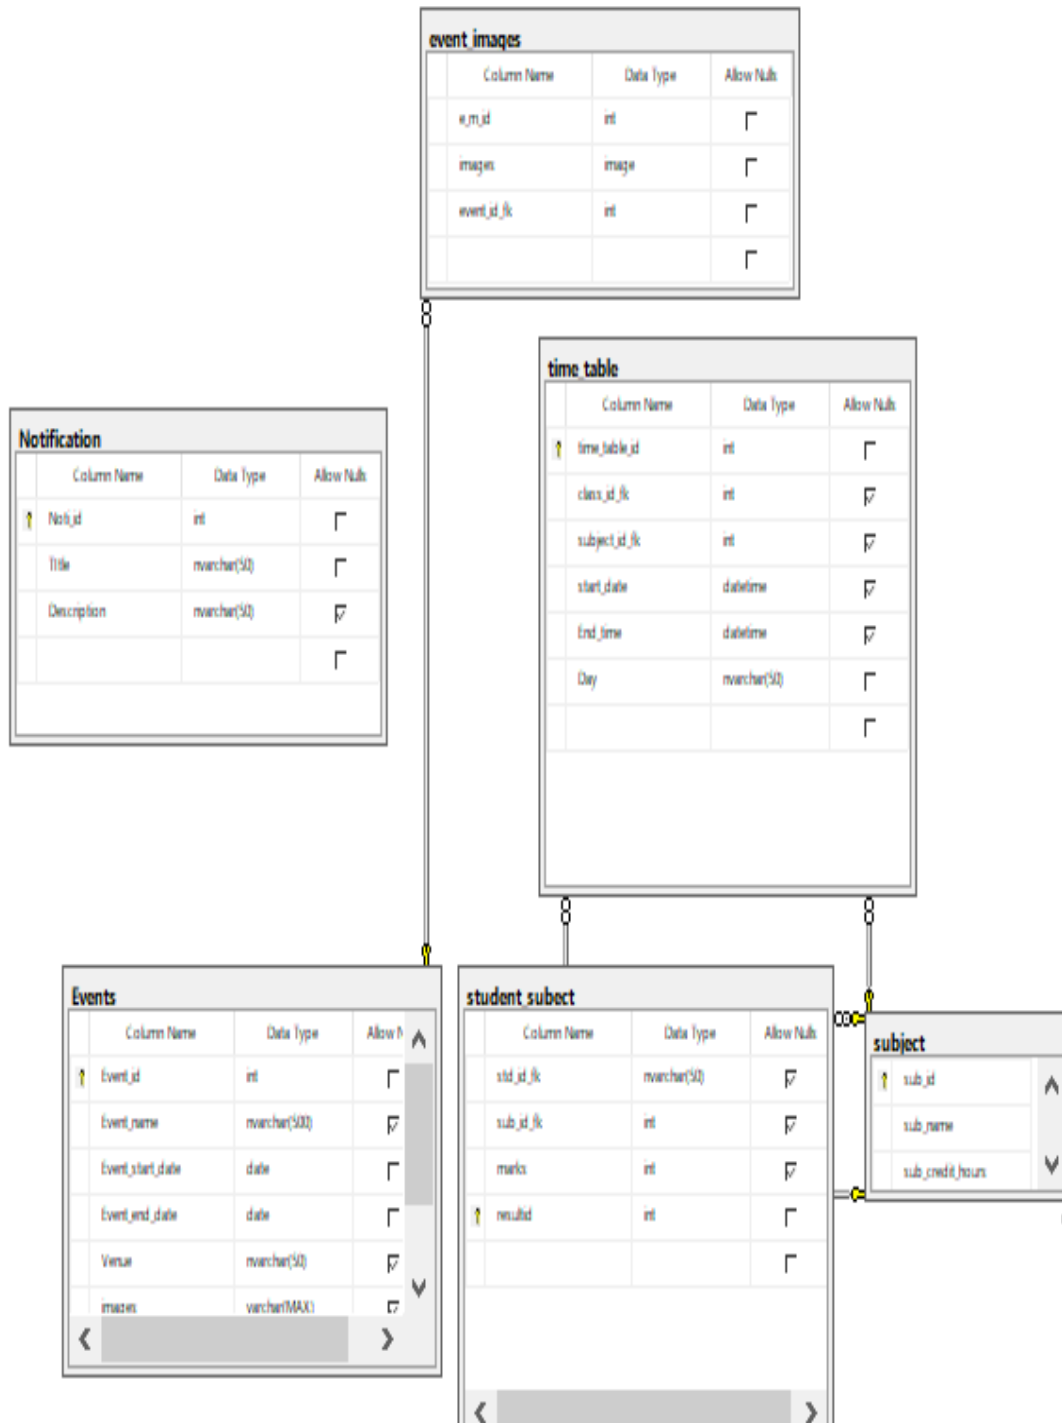 event_images
Column Name Data Type Allow Nulls
e_m_id int
images image
event_id_fk int
time_table
Column Name Data Type Allow Nulls
time_table_id int
class_id_fk int
subject_id_fk int
start_date datetime
End_time datetime
Day nvarchar(50)
Notification
Column Name Data Type Allow Nulls
Noti_id int
Title nvarchar(50)
Description nvarchar(50)
Events
Column Name Data Type Allow N
Event_id int
Event_name nvarchar(500)
Event_start_date date
Event_end_date date
Venue nvarchar(50)
images varchar(MAX)
student_subect
Column Name Data Type Allow Nulls
std_id_fk nvarchar(50)
sub_id_fk int
marks int
resultid int
subject
sub_id
sub_name
sub_credit_hours